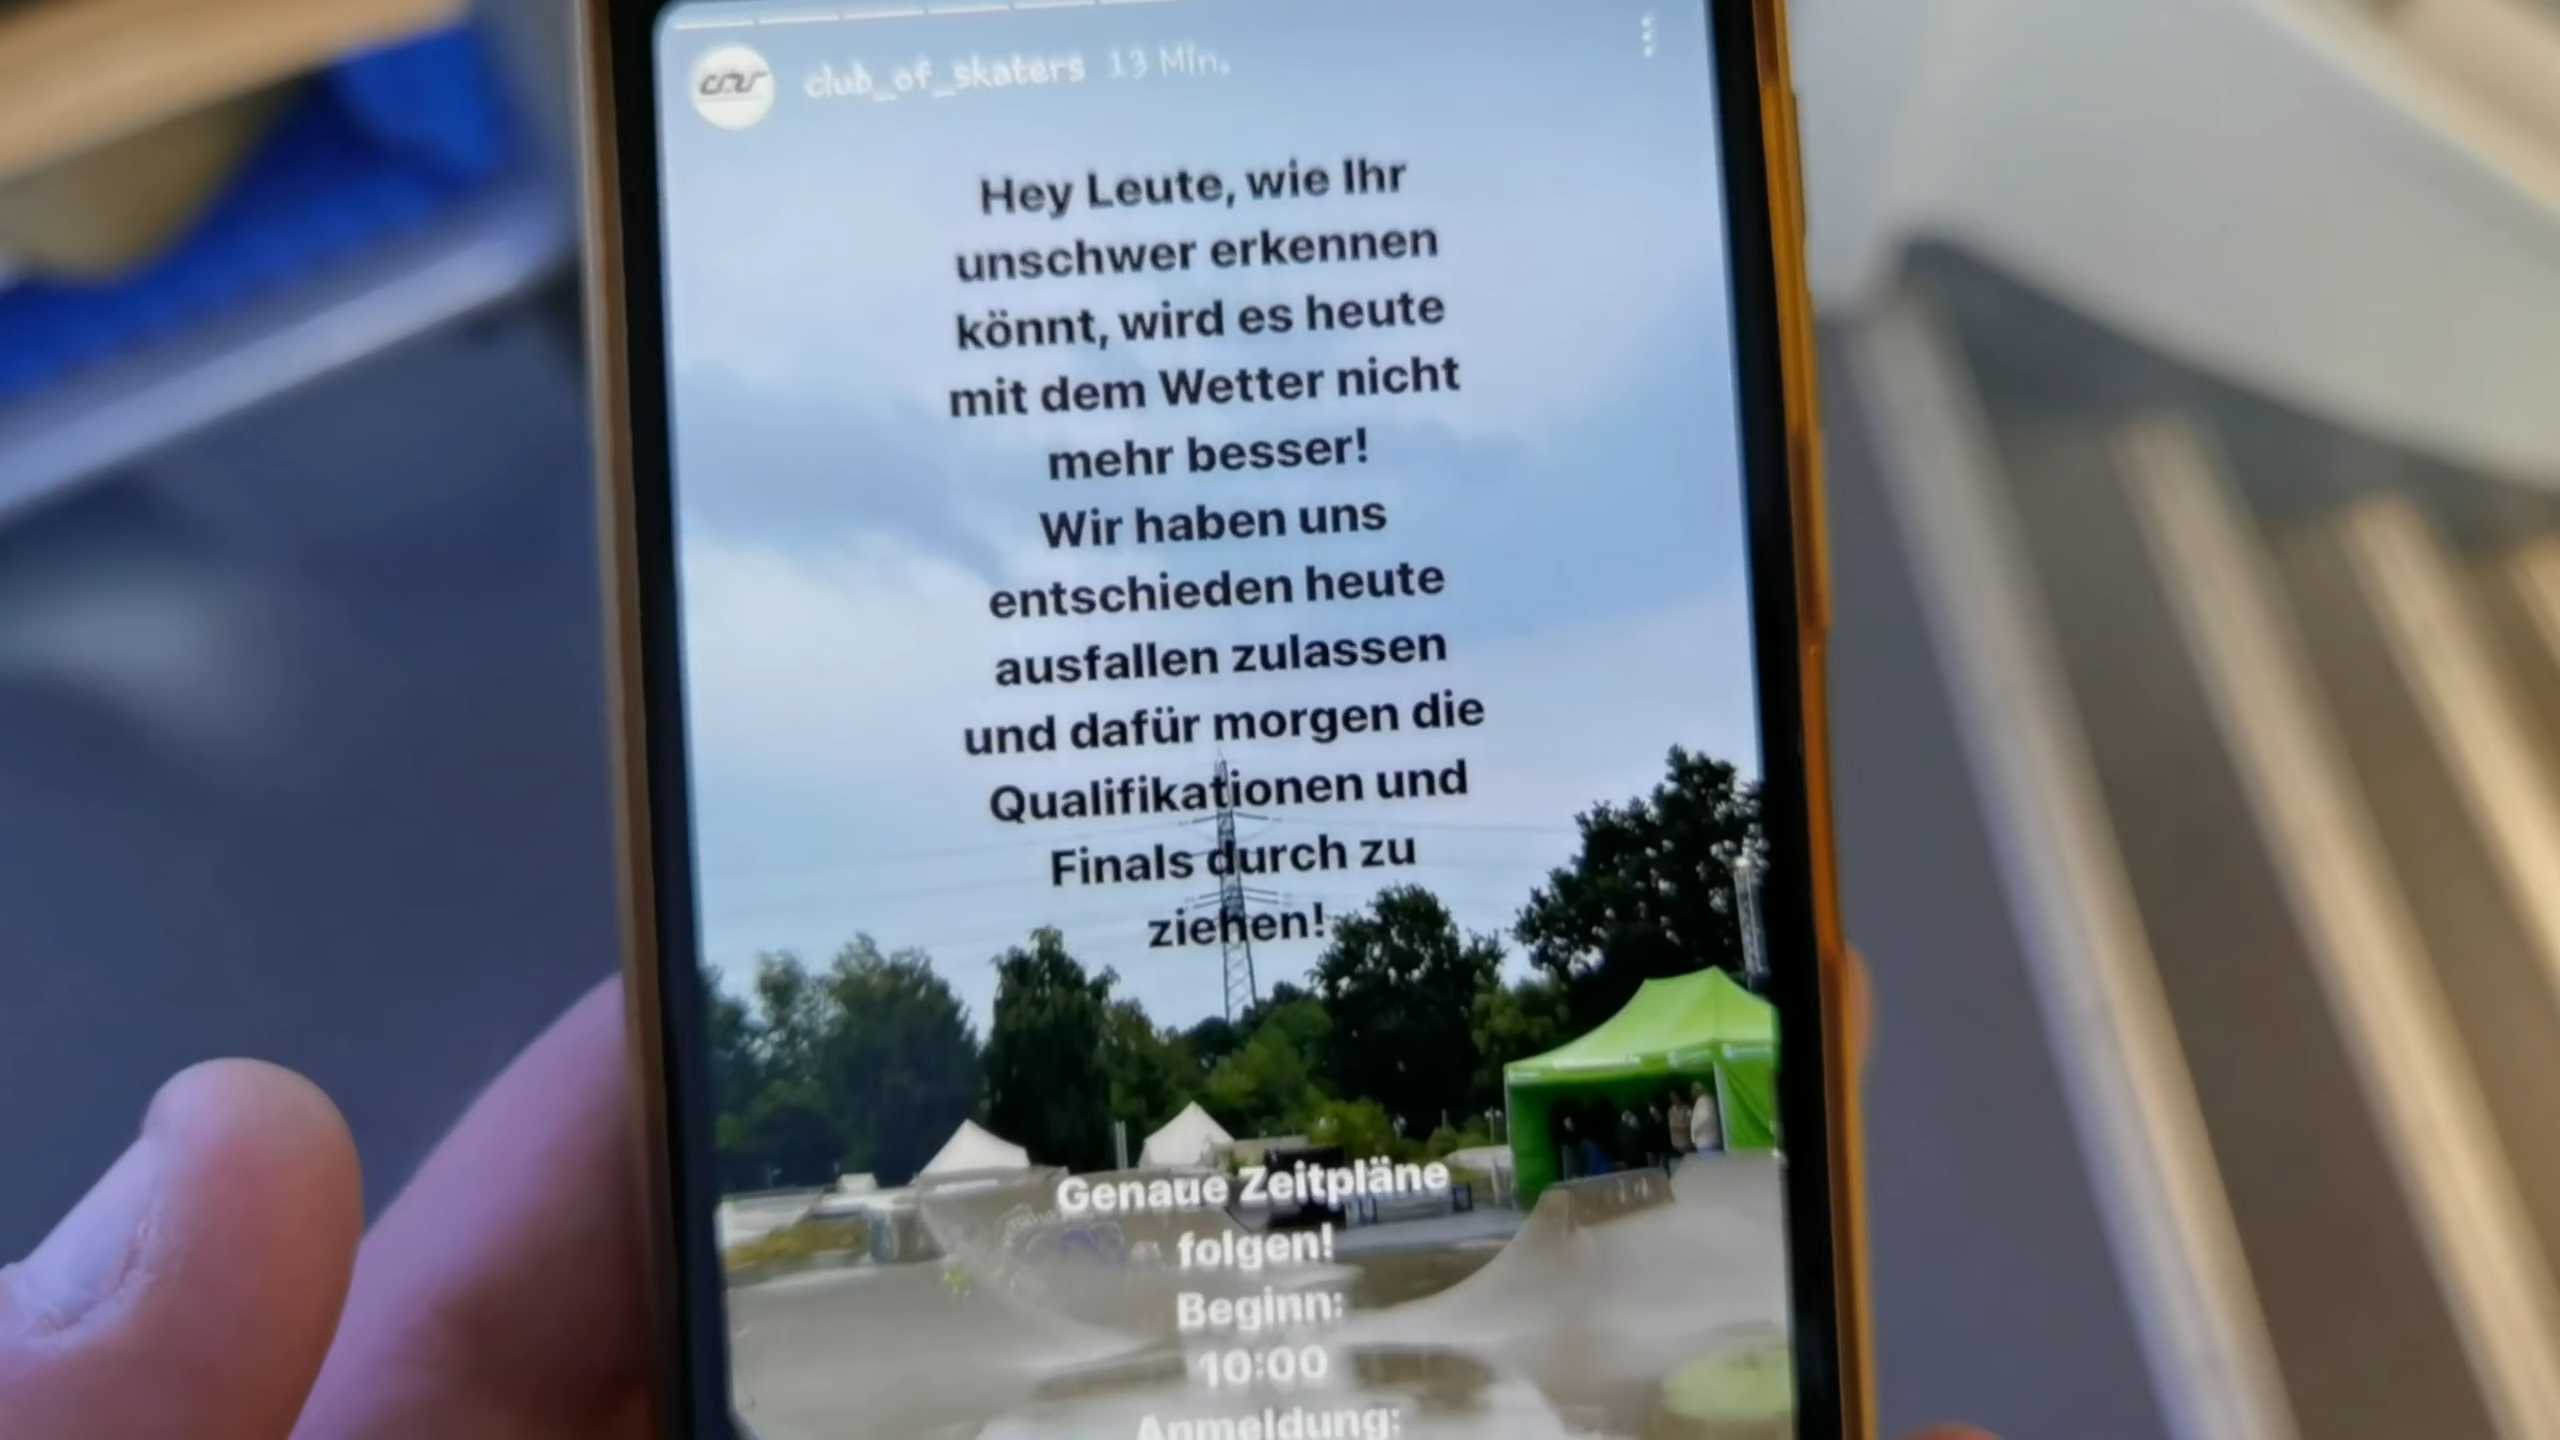 club_of_skaters 13 Min.
Hey Leute, wie Ihr
unschwer erkennen
könnt, wird es heute
mit dem Wetter nicht
mehr besser!
Wir haben uns
entschieden heute
ausfallen zulassen
und dafür morgen die
Qualifikationen und
Finals durch zu
ziehen!
Genaue Zeitpläne
folgen!
Beginn:
10:00
Anmeldung: